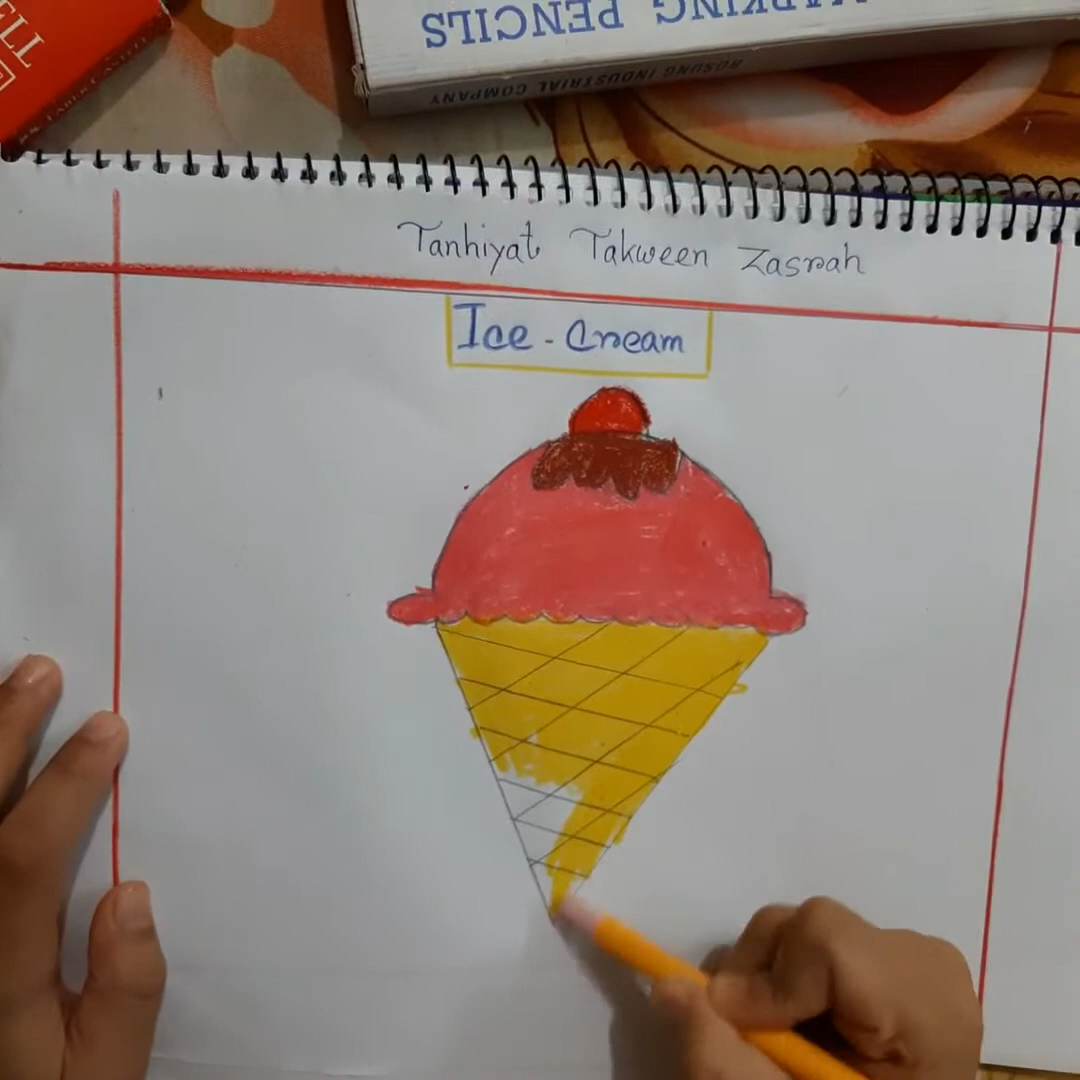 MARKING PENCILS
BOSUNG INDUSTRIAL COMPANY
Tanhiyat Takween Zasrah
Ice-Cream